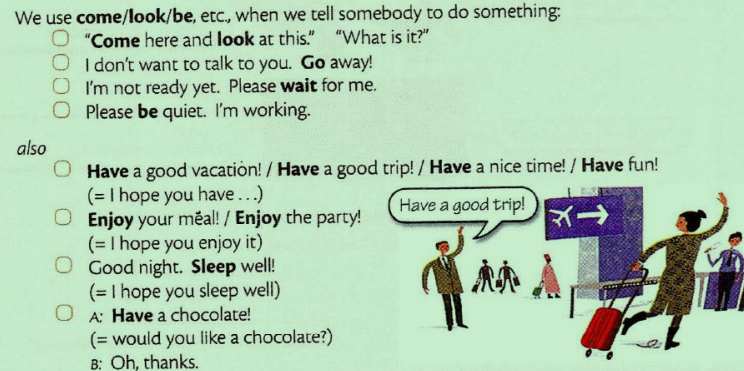 We use come/look/be, etc., when we tell somebody to do something:
"Come here and look at this." "What is it?"
I don't want to talk to you. Go away!
I'm not ready yet. Please wait for me.
Please be quiet. I'm working.
also
Have a good vacation! / Have a good trip! / Have a nice time! / Have fun!
(= I hope you have . . .)
Enjoy your meal! / Enjoy the party!
(= I hope you enjoy it)
Good night. Sleep well!
(= I hope you sleep well)
A: Have a chocolate!
(= would you like a chocolate?)
B: Oh, thanks.
Have a good trip!